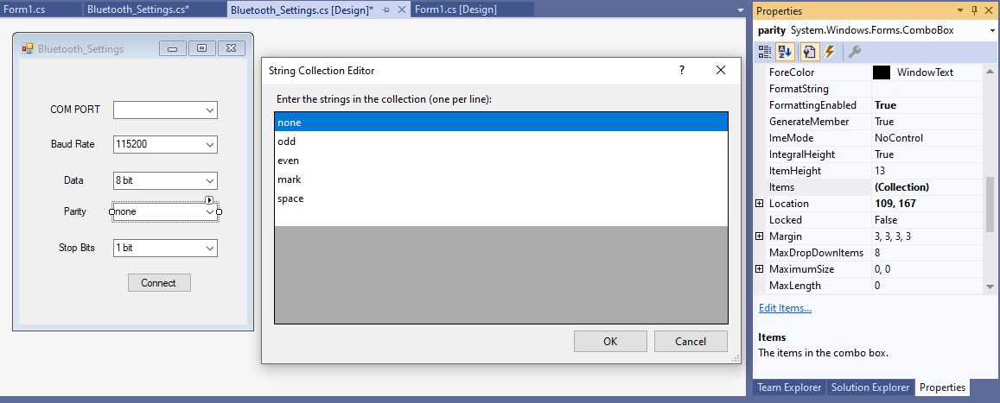 Form1.cs
Bluetooth_Settings.cs*
Bluetooth_Settings.cs [Design]*
Form1.cs [Design]
Bluetooth_Settings
COM PORT
Baud Rate 115200
Data 8 bit
Parity none
Stop Bits 1 bit
Connect
String Collection Editor ?
Enter the strings in the collection (one per line):
none
odd
even
mark
space
OK Cancel
Properties
parity System.Windows.Forms.ComboBox
ForeColor WindowText
FormatString
FormattingEnabled True
GenerateMember True
ImeMode NoControl
IntegralHeight True
ItemHeight 13
Items (Collection)
Location 109, 167
Locked False
Margin 3, 3, 3, 3
MaxDropDownItems 8
MaximumSize 0, 0
MaxLength 0
Edit Items...
Items
The items in the combo box.
Team Explorer Solution Explorer Properties